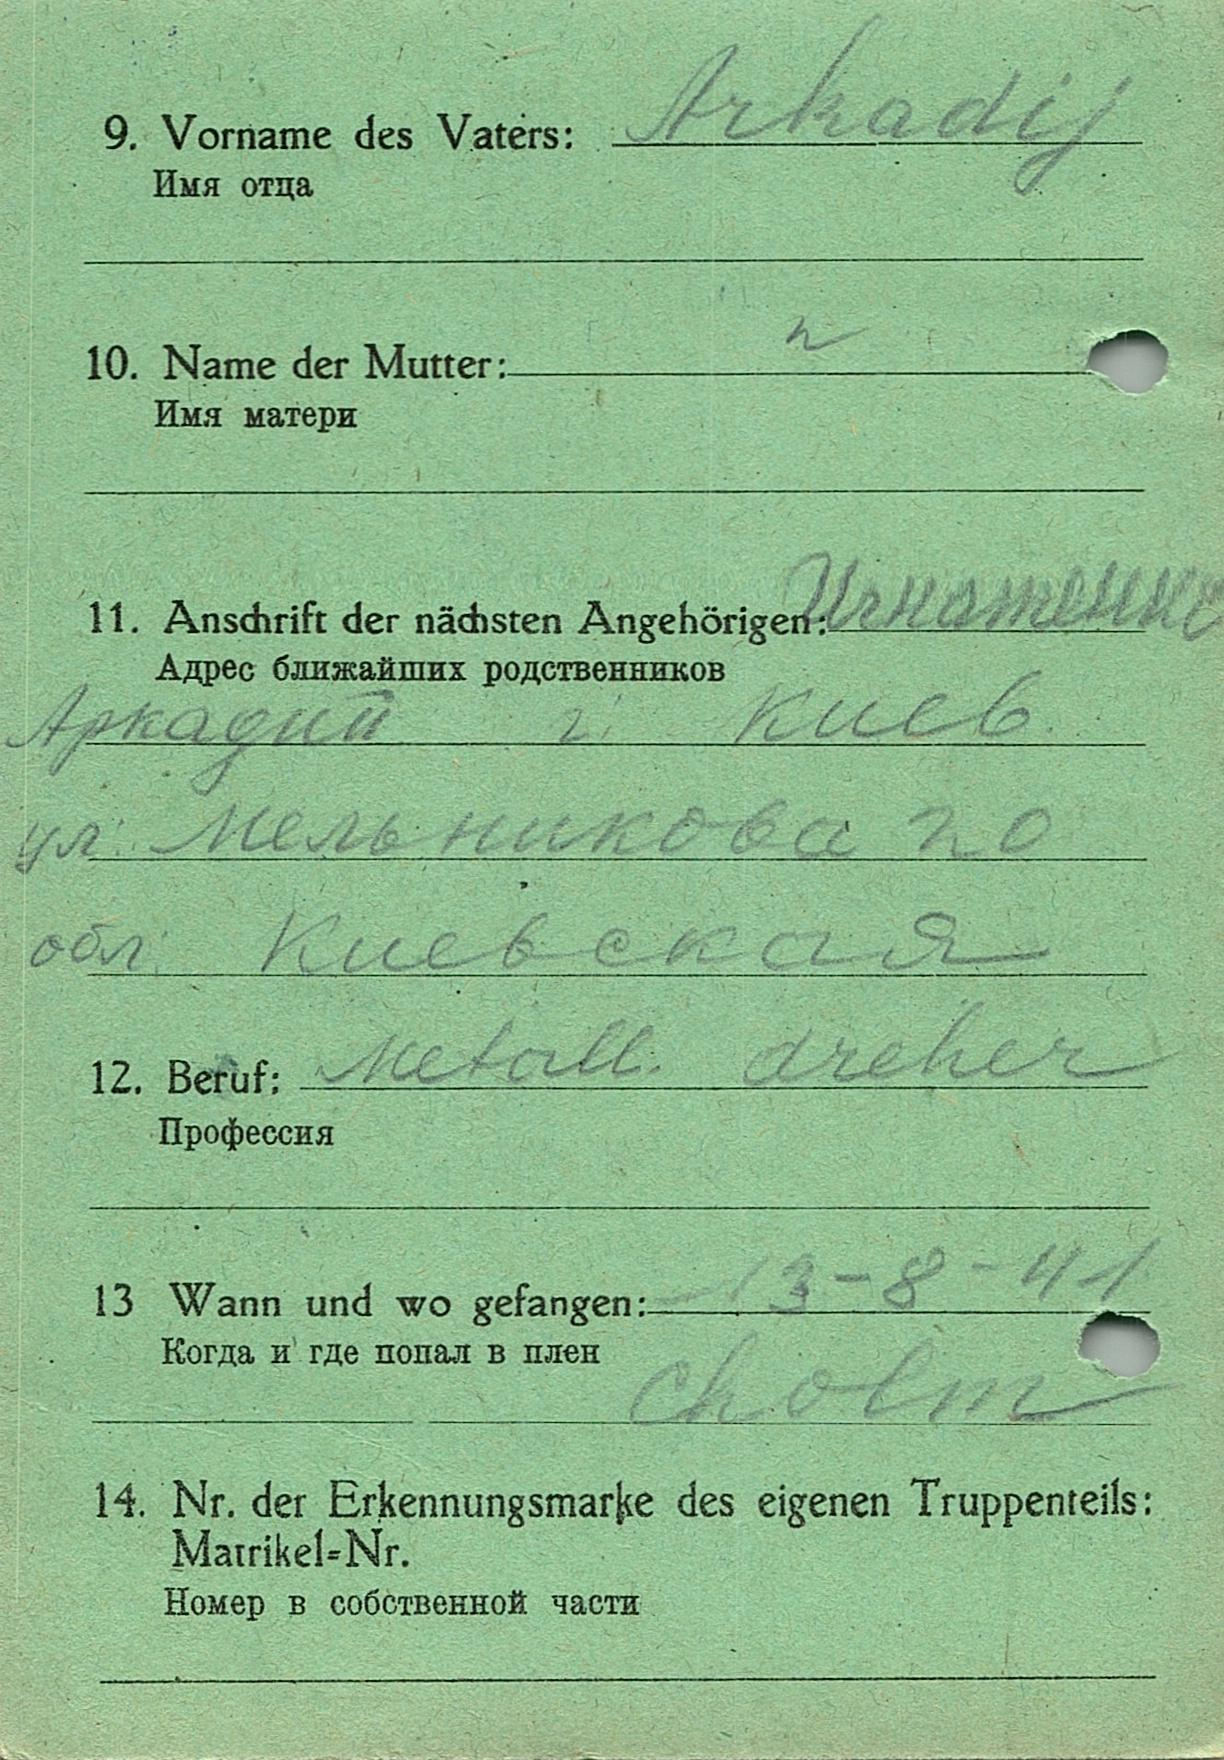 9. Vorname des Vaters: Arkadij
Имя отца
10. Name der Mutter:
Имя матери
11. Anschrift der nächsten Angehörigen: Игнатенко
Адрес ближайших родственников
Аркадий г. Киев
ул. Мельникова 20
обл. Киевская
12. Beruf: Metall. dreher
Профессия
13 Wann und wo gefangen: 13-8-41
Когда и где попал в плен
Cholm
14. Nr. der Erkennungsmarke des eigenen Truppenteils:
Matrikel=Nr.
Номер в собственной части